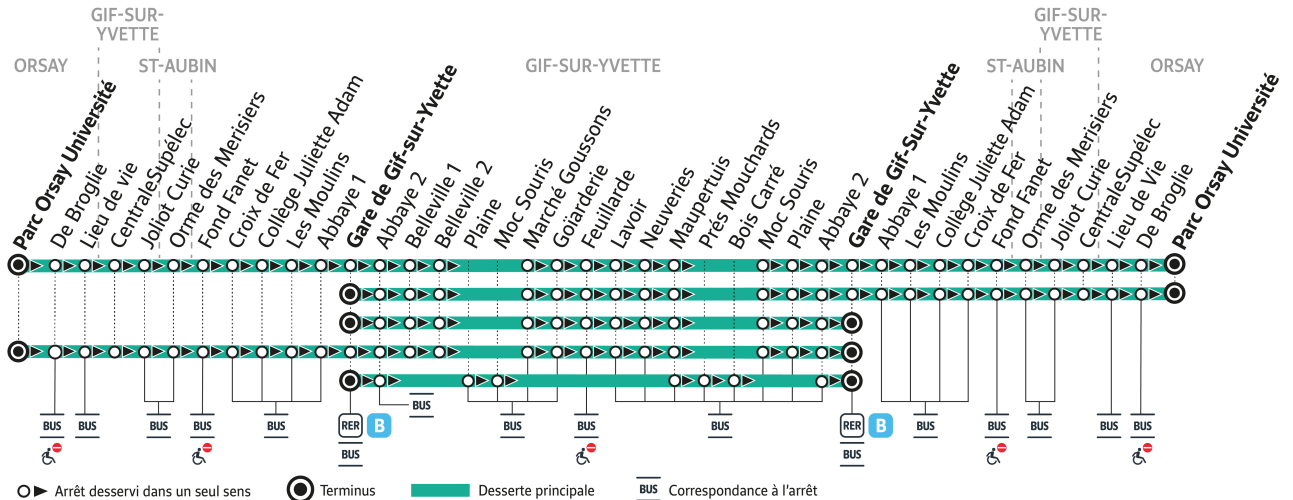 GIF-SUR-
YVETTE
GIF-SUR-
YVETTE
ORSAY
ST-AUBIN
GIF-SUR-YVETTE
ST-AUBIN
ORSAY
Parc Orsay Université
De Broglie
Lieu de vie
CentraleSupélec
Joliot Curie
Orme des Merisiers
Fond Fanet
Croix de Fer
Collège Juliette Adam
Les Moulins
Abbaye 1
Gare de Gif-sur-Yvette
Abbaye 2
Belleville 1
Belleville 2
Plaine
Moc Souris
Marché Goussons
Goiarderie
Feuillarde
Lavoir
Neuveries
Maupertuis
Prés Mouchards
Bois Carré
Moc Souris
Plaine
Abbaye 2
Gare de Gif-Sur-Yvette
Abbaye 1
Les Moulins
Collège Juliette Adam
Croix de Fer
Fond Fanet
Orme des Merisiers
Joliot Curie
CentraleSupélec
Lieu de Vie
De Broglie
Parc Orsay Université
BUS
BUS BUS BUS BUS BUS RER B BUS BUS BUS RER B BUS BUS BUS BUS BUS
BUS BUS
Arrêt desservi dans un seul sens
Terminus
Desserte principale
BUS Correspondance à l'arrêt